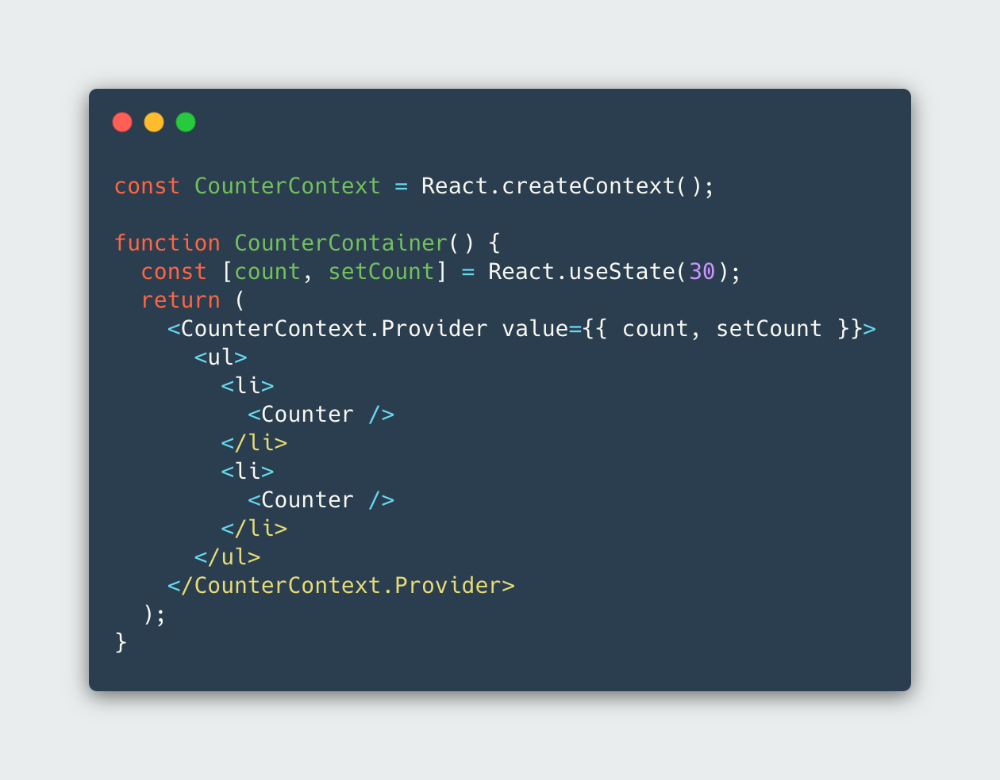 const CounterContext = React.createContext();

function CounterContainer() {
  const [count, setCount] = React.useState(30);
  return (
    <CounterContext.Provider value={{ count, setCount }}>
      <ul>
        <li>
          <Counter />
        </li>
        <li>
          <Counter />
        </li>
      </ul>
    </CounterContext.Provider>
  );
}